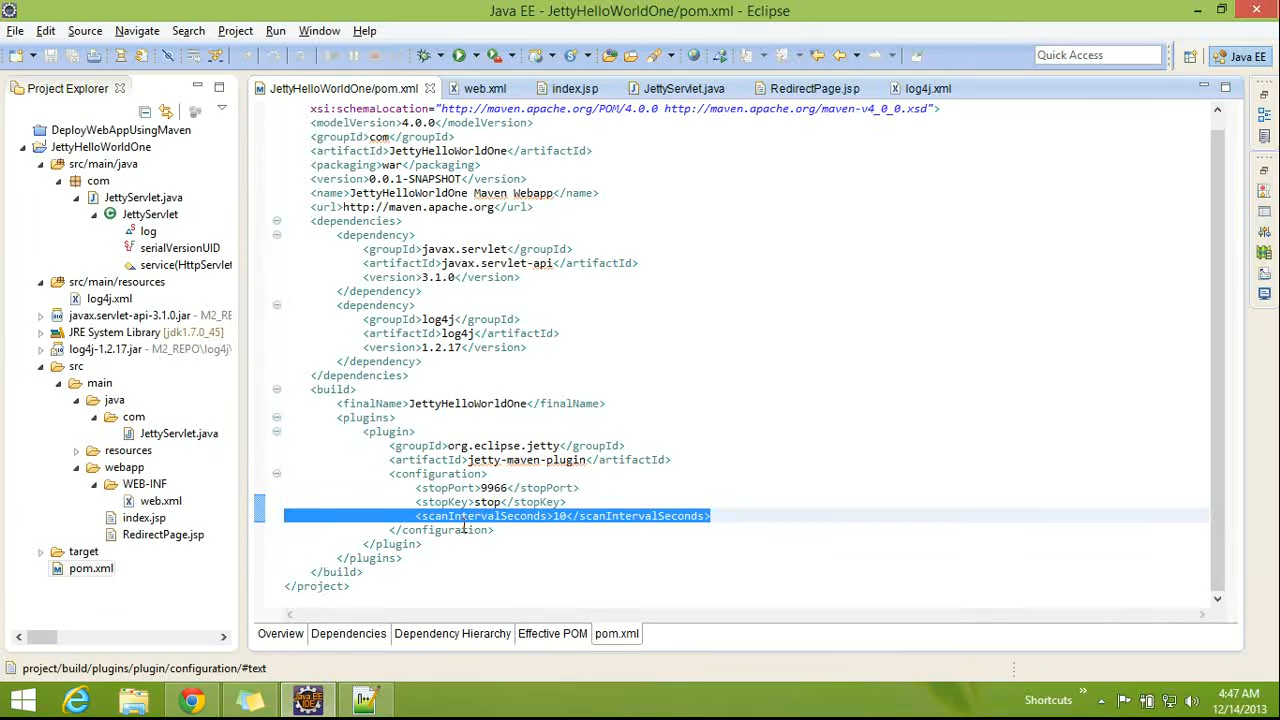 Java EE - JettyHelloWorldOne/pom.xml - Eclipse
File Edit Source Navigate Search Project Run Window Help
Quick Access
Java EE
Project Explorer
JettyHelloWorldOne/pom.xml
web.xml
index.jsp
JettyServlet.java
RedirectPage.jsp
log4j.xml
DeployWebAppUsingMaven
JettyHelloWorldOne
src/main/java
com
JettyServlet.java
JettyServlet
log
serialVersionUID
service(HttpServlet
src/main/resources
log4j.xml
javax.servlet-api-3.1.0.jar - M2_RE
JRE System Library [jdk1.7.0_45]
log4j-1.2.17.jar - M2_REPO\log4j
src
main
java
com
JettyServlet.java
resources
webapp
WEB-INF
web.xml
index.jsp
RedirectPage.jsp
target
pom.xml
xsi:schemaLocation="http://maven.apache.org/POM/4.0.0 http://maven.apache.org/maven-v4_0_0.xsd">
<modelVersion>4.0.0</modelVersion>
<groupId>com</groupId>
<artifactId>JettyHelloWorldOne</artifactId>
<packaging>war</packaging>
<version>0.0.1-SNAPSHOT</version>
<name>JettyHelloWorldOne Maven Webapp</name>
<url>http://maven.apache.org</url>
<dependencies>
<dependency>
<groupId>javax.servlet</groupId>
<artifactId>javax.servlet-api</artifactId>
<version>3.1.0</version>
</dependency>
<dependency>
<groupId>log4j</groupId>
<artifactId>log4j</artifactId>
<version>1.2.17</version>
</dependency>
</dependencies>
<build>
<finalName>JettyHelloWorldOne</finalName>
<plugins>
<plugin>
<groupId>org.eclipse.jetty</groupId>
<artifactId>jetty-maven-plugin</artifactId>
<configuration>
<stopPort>9966</stopPort>
<stopKey>stop</stopKey>
<scanIntervalSeconds>10</scanIntervalSeconds>
</configuration>
</plugin>
</plugins>
</build>
</project>
Overview Dependencies Dependency Hierarchy Effective POM pom.xml
project/build/plugins/plugin/configuration/#text
Java EE
IDE
Shortcuts
4:47 AM
12/14/2013